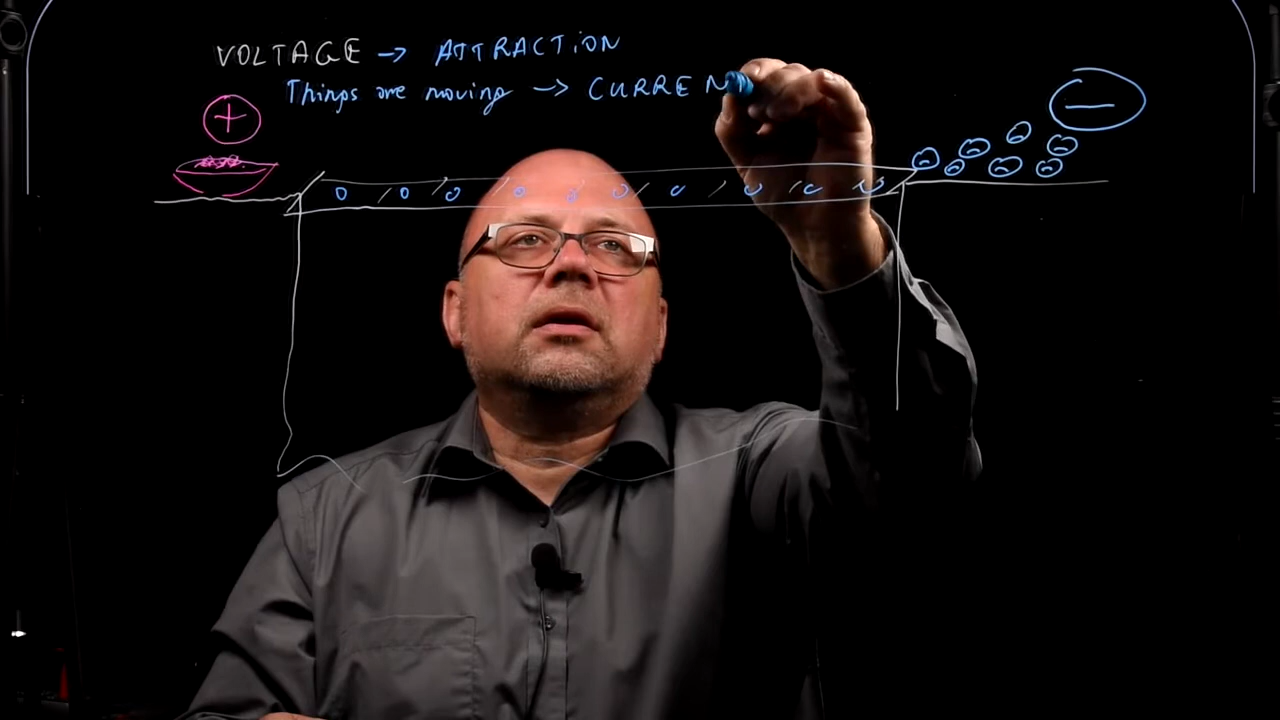 VOLTAGE → ATTRACTION
Things are moving → CURREN
+
−